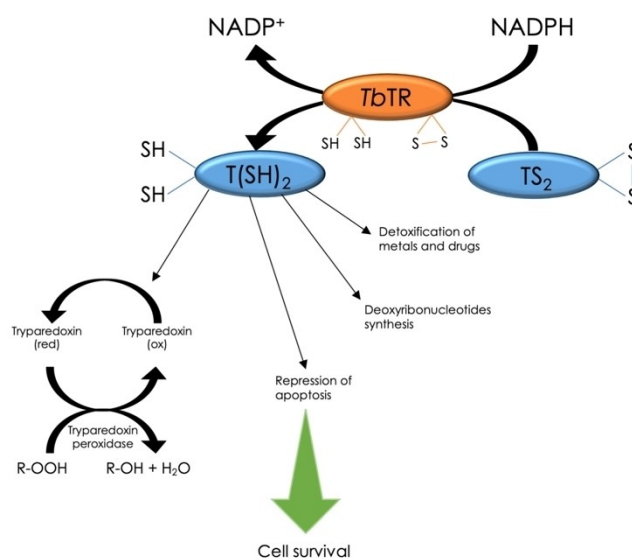 NADP⁺
NADPH
TbTR
SH
SH
S
S
SH
SH
T(SH)₂
TS₂
S
S
Detoxification of
metals and drugs
Deoxyribonucleotides
synthesis
Tryparedoxin
(red)
Tryparedoxin
(ox)
Repression of
apoptosis
Tryparedoxin
peroxidase
R-OOH
R-OH + H₂O
Cell survival